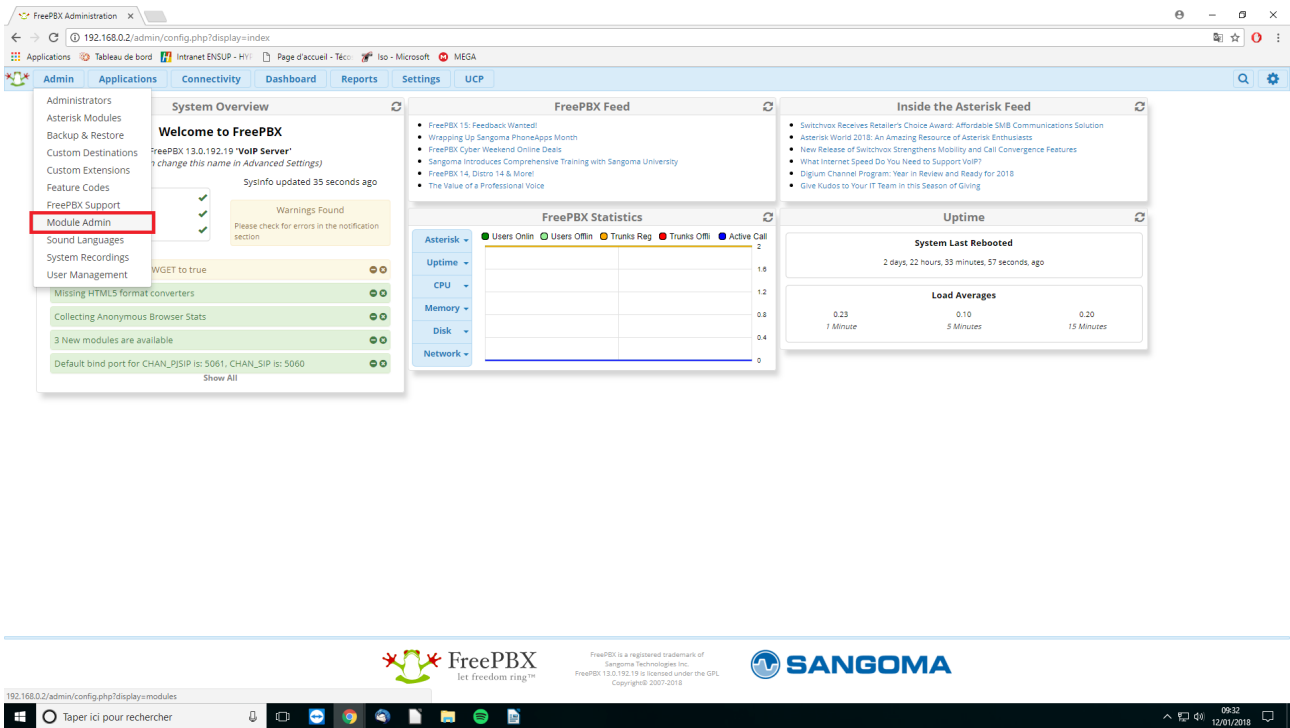 FreePBX Administration
192.168.0.2/admin/config.php?display=index
Applications Tableau de bord Intranet ENSUP - HY Page d'accueil - Téco Iso - Microsoft MEGA
Admin Applications Connectivity Dashboard Reports Settings UCP
Administrators
Asterisk Modules
Backup & Restore
Custom Destinations
Custom Extensions
Feature Codes
FreePBX Support
Module Admin
Sound Languages
System Recordings
User Management
System Overview
Welcome to FreePBX
FreePBX 13.0.192.19 'VoIP Server'
change this name in Advanced Settings)
SysInfo updated 35 seconds ago
Warnings Found
Please check for errors in the notification
section
WGET to true
Missing HTML5 format converters
Collecting Anonymous Browser Stats
3 New modules are available
Default bind port for CHAN_PJSIP is: 5061, CHAN_SIP is: 5060
Show All
FreePBX Feed
FreePBX 15: Feedback Wanted!
Wrapping Up Sangoma PhoneApps Month
FreePBX Cyber Weekend Online Deals
Sangoma Introduces Comprehensive Training with Sangoma University
FreePBX 14, Distro 14 & More!
The Value of a Professional Voice
FreePBX Statistics
Asterisk
Uptime
CPU
Memory
Disk
Network
Users Onlin Users Offlin Trunks Reg Trunks Offli Active Call
2
1.6
1.2
0.8
0.4
0
Inside the Asterisk Feed
Switchvox Receives Retailer's Choice Award: Affordable SMB Communications Solution
Asterisk World 2018: An Amazing Resource of Asterisk Enthusiasts
New Release of Switchvox Strengthens Mobility and Call Convergence Features
What Internet Speed Do You Need to Support VoIP?
Digium Channel Program: Year in Review and Ready for 2018
Give Kudos to Your IT Team in this Season of Giving
Uptime
System Last Rebooted
2 days, 22 hours, 33 minutes, 57 seconds, ago
Load Averages
0.23 0.10 0.20
1 Minute 5 Minutes 15 Minutes
FreePBX
let freedom ring™
FreePBX is a registered trademark of
Sangoma Technologies Inc.
FreePBX 13.0.192.19 is licensed under the GPL
Copyright© 2007-2018
SANGOMA
192.168.0.2/admin/config.php?display=modules
Taper ici pour rechercher
09:32
12/01/2018